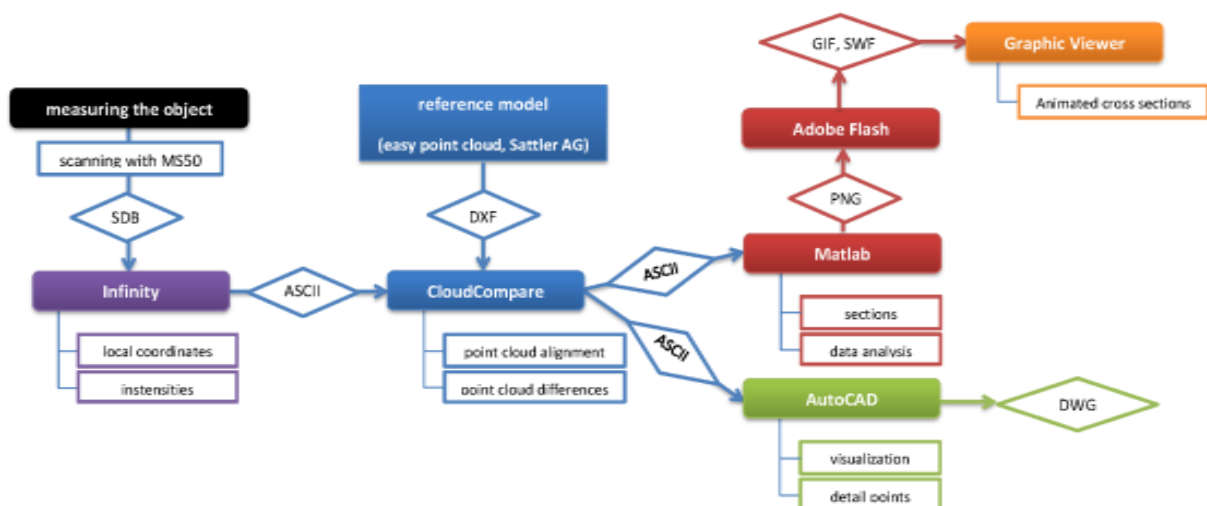 GIF, SWF
Graphic Viewer
Animated cross sections
measuring the object
scanning with MS50
SDB
reference model
(easy point cloud, Sattler AG)
DXF
Adobe Flash
PNG
Infinity
local coordinates
instensities
ASCII
CloudCompare
point cloud alignment
point cloud differences
ASCII
Matlab
sections
data analysis
ASCII
AutoCAD
visualization
detail points
DWG